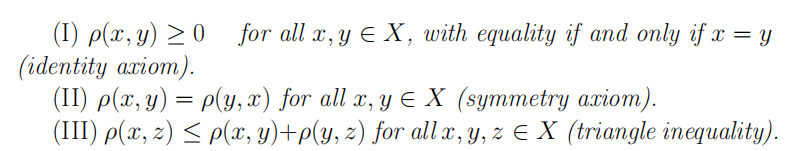 (I) ρ(x, y) ≥ 0 for all x, y ∈ X, with equality if and only if x = y
(identity axiom).
(II) ρ(x, y) = ρ(y, x) for all x, y ∈ X (symmetry axiom).
(III) ρ(x, z) ≤ ρ(x, y)+ρ(y, z) for all x, y, z ∈ X (triangle inequality).